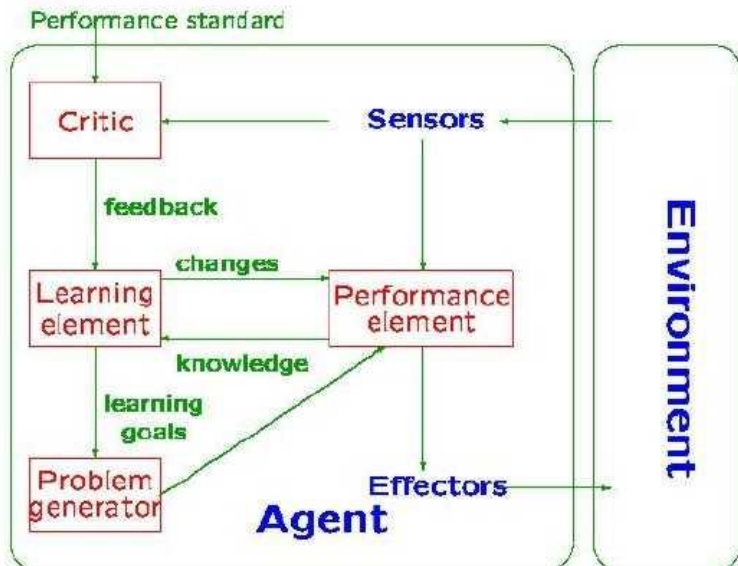 Performance standard
Critic
Sensors
feedback
changes
Learning
element
Performance
element
knowledge
learning
goals
Problem
generator
Effectors
Agent
Environment